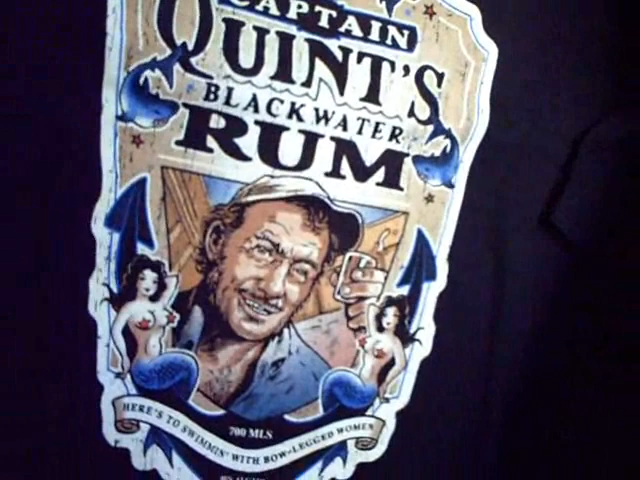 CAPTAIN
QUINT'S
BLACKWATER
RUM
700 MLS
HERE'S TO SWIMMIN' WITH BOW-LEGGED WOMEN